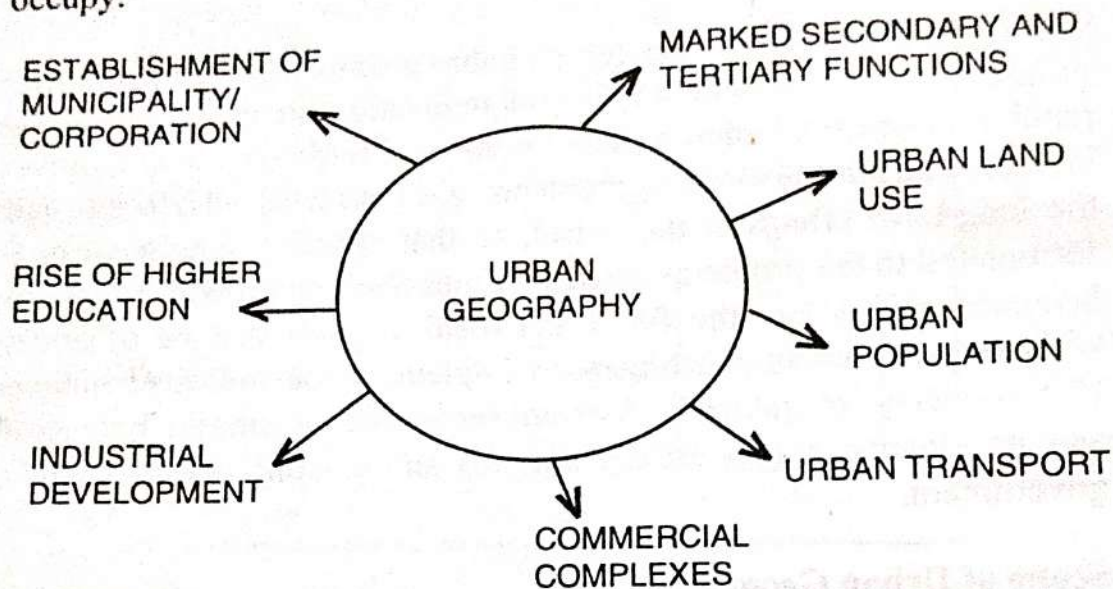 occupy.
MARKED SECONDARY AND
TERTIARY FUNCTIONS
ESTABLISHMENT OF
MUNICIPALITY/
CORPORATION
URBAN LAND
USE
RISE OF HIGHER
EDUCATION
URBAN
GEOGRAPHY
URBAN
POPULATION
INDUSTRIAL
DEVELOPMENT
URBAN TRANSPORT
COMMERCIAL
COMPLEXES